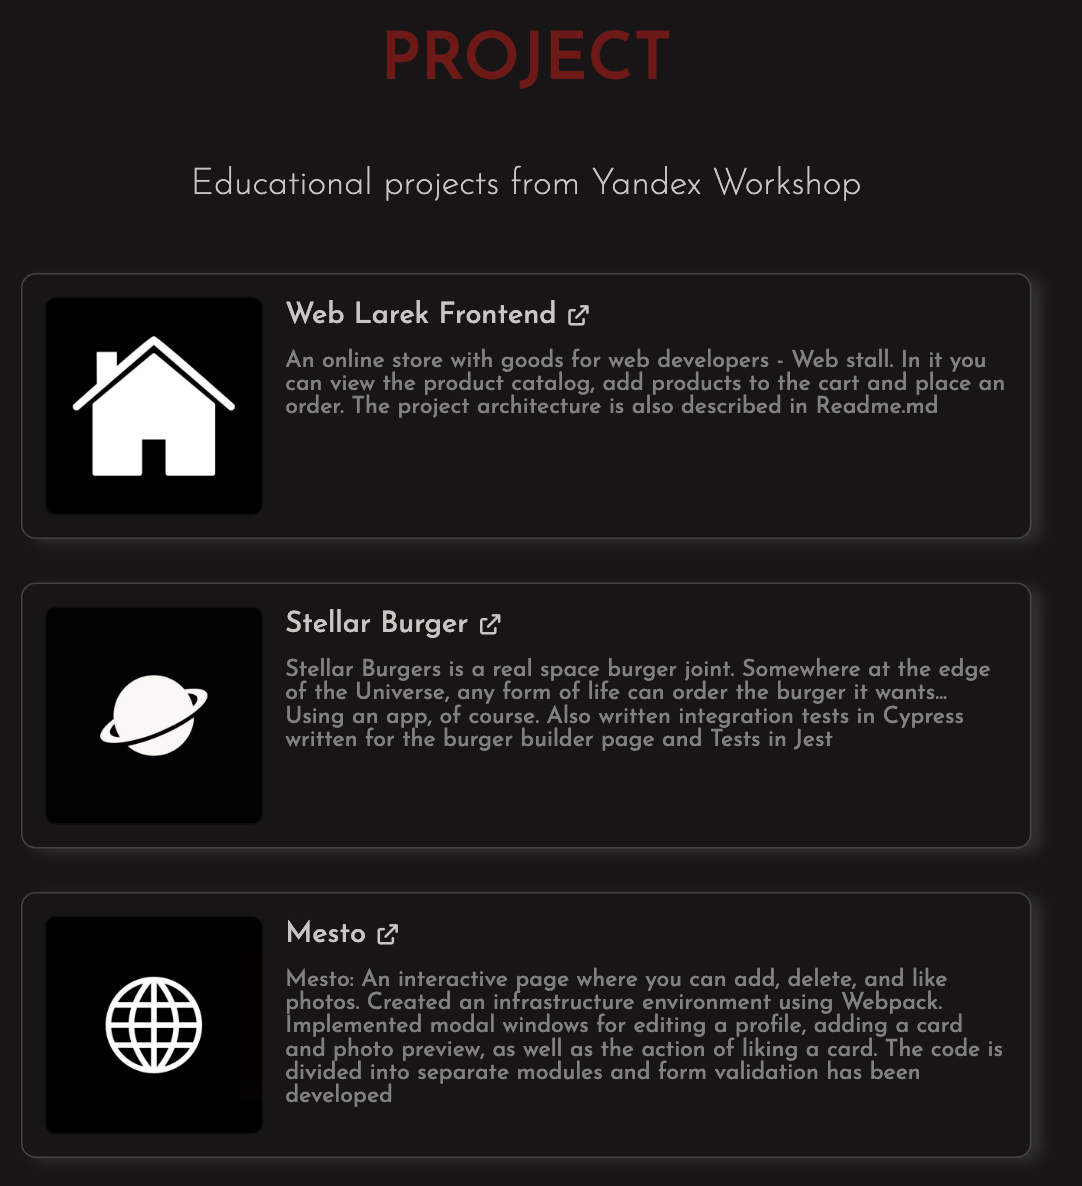 PROJECT
Educational projects from Yandex Workshop
Web Larek Frontend
An online store with goods for web developers - Web stall. In it you
can view the product catalog, add products to the cart and place an
order. The project architecture is also described in Readme.md
Stellar Burger
Stellar Burgers is a real space burger joint. Somewhere at the edge
of the Universe, any form of life can order the burger it wants...
Using an app, of course. Also written integration tests in Cypress
written for the burger builder page and Tests in Jest
Mesto
Mesto: An interactive page where you can add, delete, and like
photos. Created an infrastructure environment using Webpack.
Implemented modal windows for editing a profile, adding a card
and photo preview, as well as the action of liking a card. The code is
divided into separate modules and form validation has been
developed